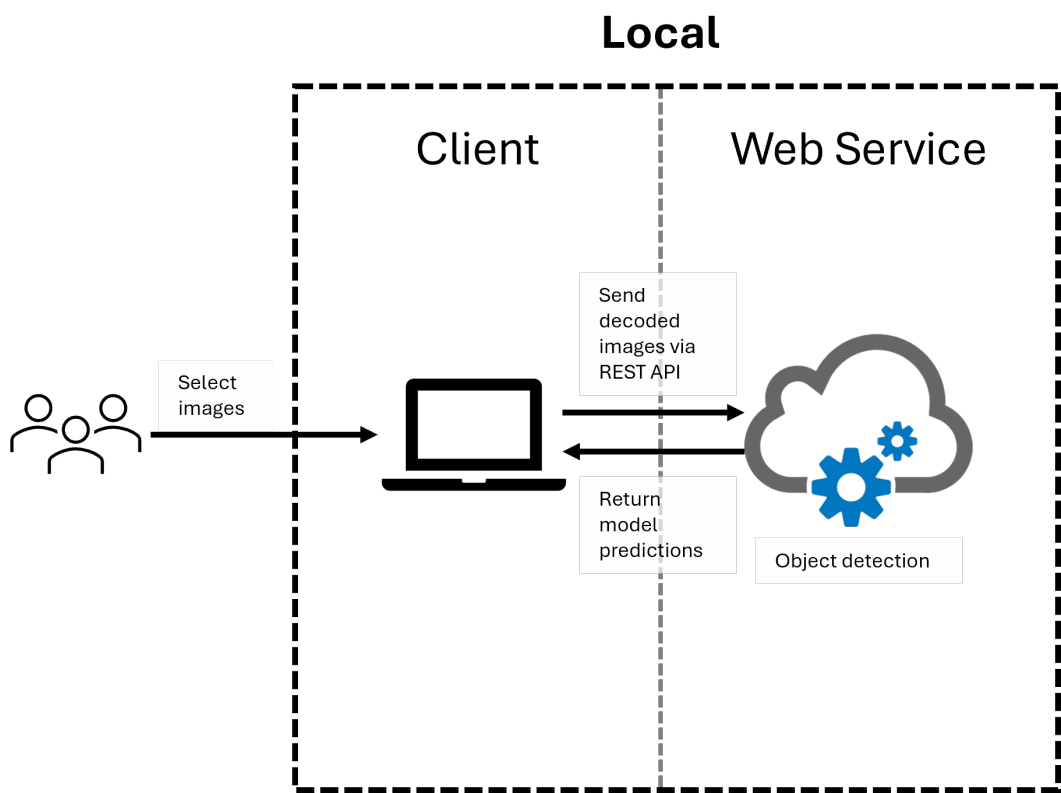 Local
Client
Web Service
Send
decoded
images via
REST API
Select
images
Return
model
predictions
Object detection